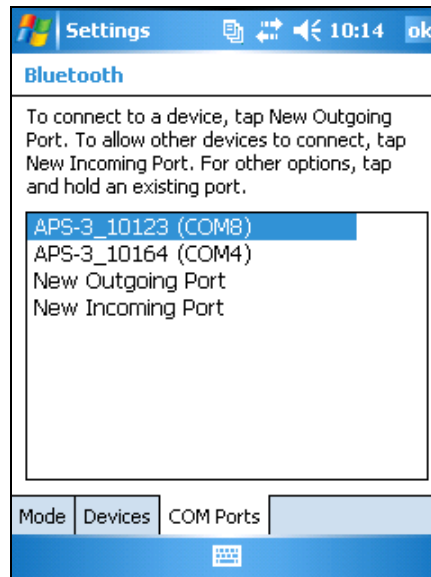 Settings 10:14 ok
Bluetooth
To connect to a device, tap New Outgoing
Port. To allow other devices to connect, tap
New Incoming Port. For other options, tap
and hold an existing port.
APS-3_10123 (COM8)
APS-3_10164 (COM4)
New Outgoing Port
New Incoming Port
Mode Devices COM Ports